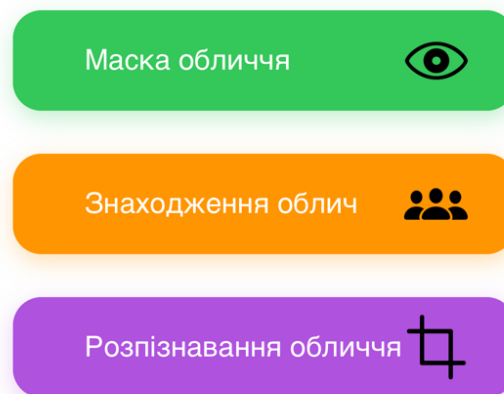 Маска обличчя
Знаходження облич
Розпізнавання обличчя